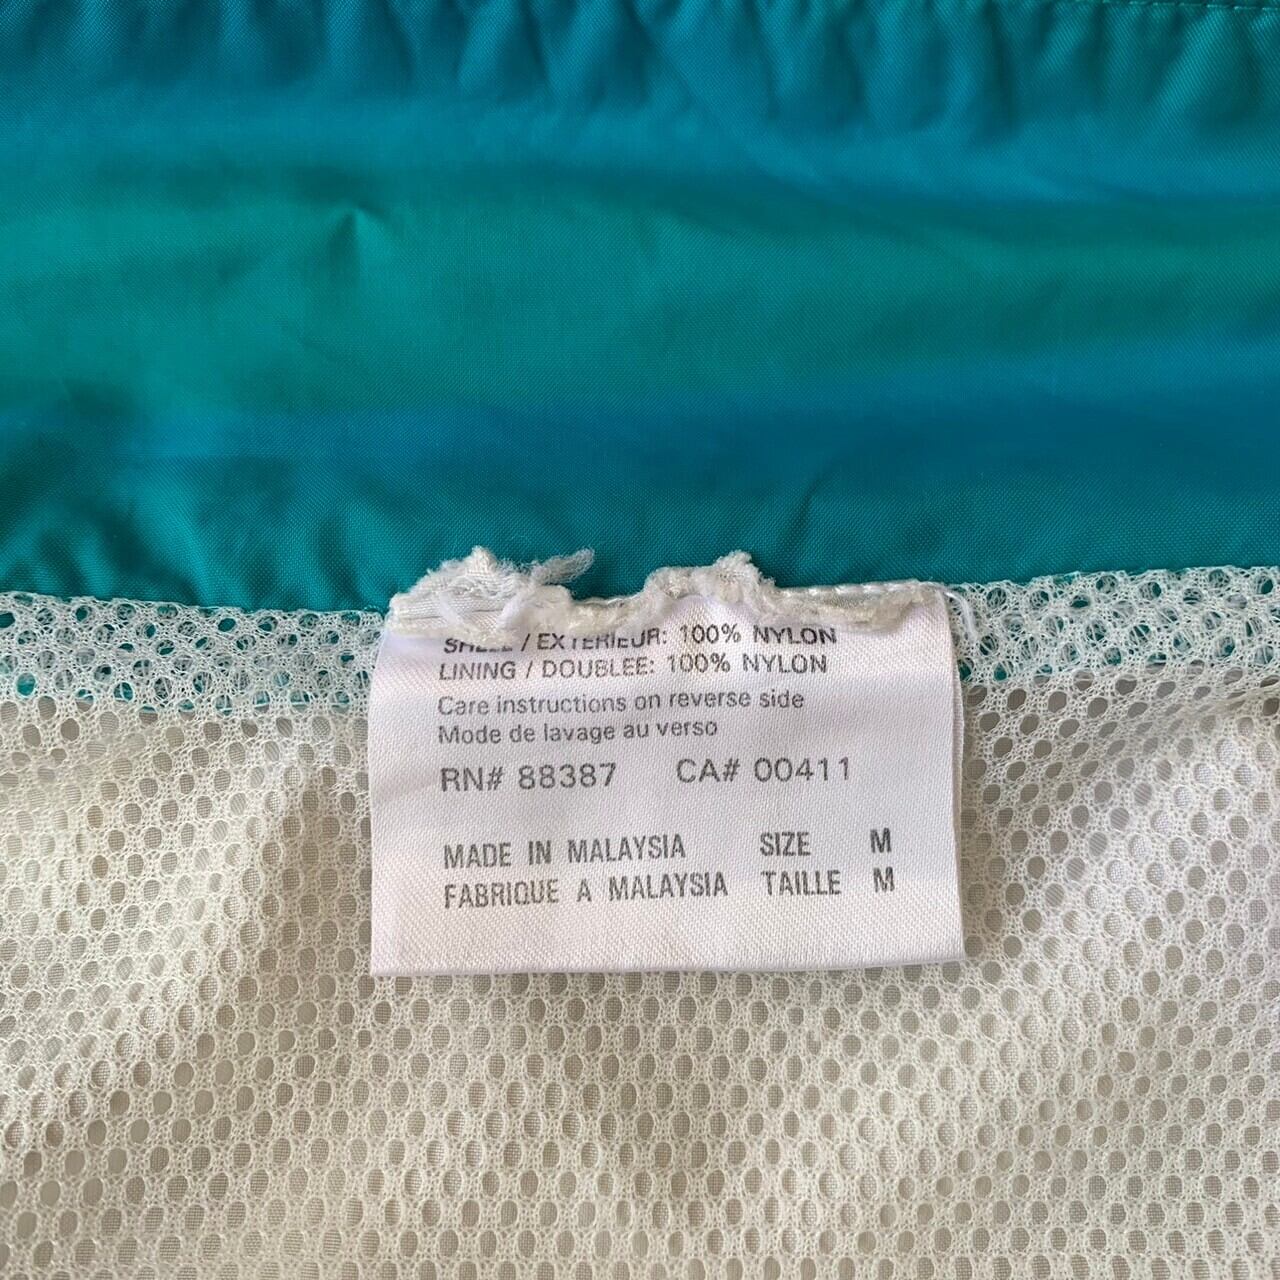 SHELL / EXTERIEUR: 100% NYLON
LINING / DOUBLEE: 100% NYLON
Care instructions on reverse side
Mode de lavage au verso
RN# 88387 CA# 00411
MADE IN MALAYSIA SIZE M
FABRIQUE A MALAYSIA TAILLE M